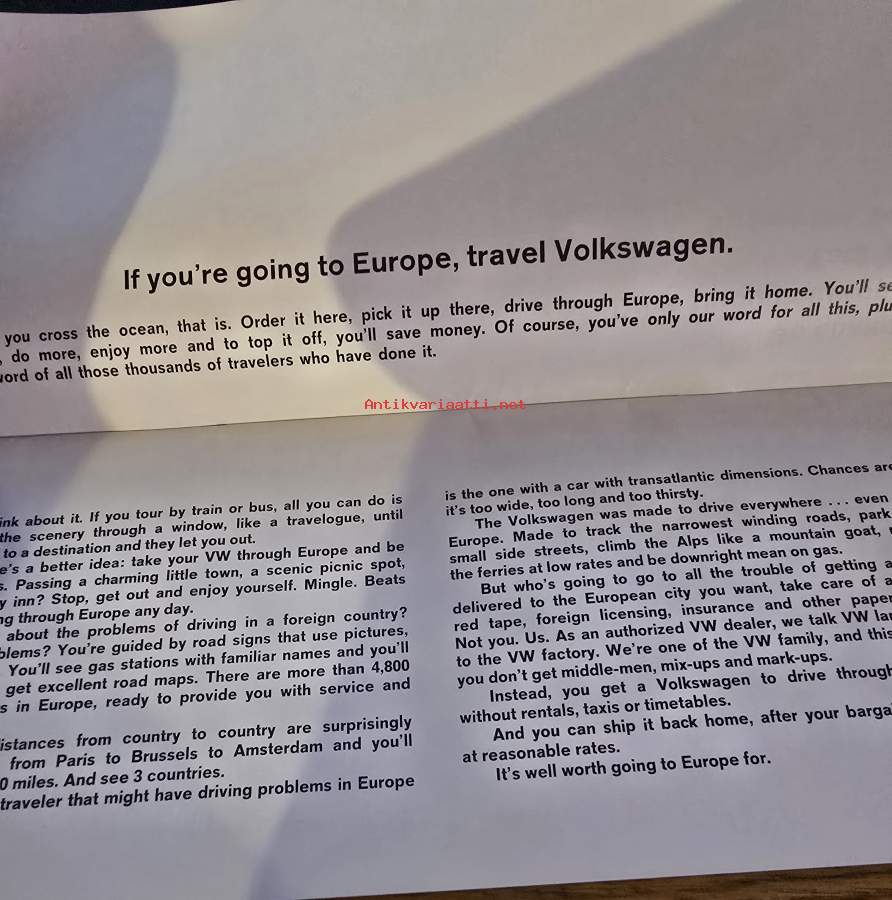 If you're going to Europe, travel Volkswagen.
you cross the ocean, that is. Order it here, pick it up there, drive through Europe, bring it home. You'll se
, do more, enjoy more and to top it off, you'll save money. Of course, you've only our word for all this, plu
word of all those thousands of travelers who have done it.
Antikvariaatti.net
ink about it. If you tour by train or bus, all you can do is
the scenery through a window, like a travelogue, until
to a destination and they let you out.
e's a better idea: take your VW through Europe and be
s. Passing a charming little town, a scenic picnic spot,
y inn? Stop, get out and enjoy yourself. Mingle. Beats
ng through Europe any day.
about the problems of driving in a foreign country?
blems? You're guided by road signs that use pictures,
You'll see gas stations with familiar names and you'll
get excellent road maps. There are more than 4,800
s in Europe, ready to provide you with service and
istances from country to country are surprisingly
from Paris to Brussels to Amsterdam and you'll
0 miles. And see 3 countries.
traveler that might have driving problems in Europe
is the one with a car with transatlantic dimensions. Chances are
it's too wide, too long and too thirsty.
The Volkswagen was made to drive everywhere . . . even
Europe. Made to track the narrowest winding roads, park
small side streets, climb the Alps like a mountain goat,
the ferries at low rates and be downright mean on gas.
But who's going to go to all the trouble of getting a
delivered to the European city you want, take care of a
red tape, foreign licensing, insurance and other paper
Not you. Us. As an authorized VW dealer, we talk VW lan
to the VW factory. We're one of the VW family, and this
you don't get middle-men, mix-ups and mark-ups.
Instead, you get a Volkswagen to drive through
without rentals, taxis or timetables.
And you can ship it back home, after your barga
at reasonable rates.
It's well worth going to Europe for.